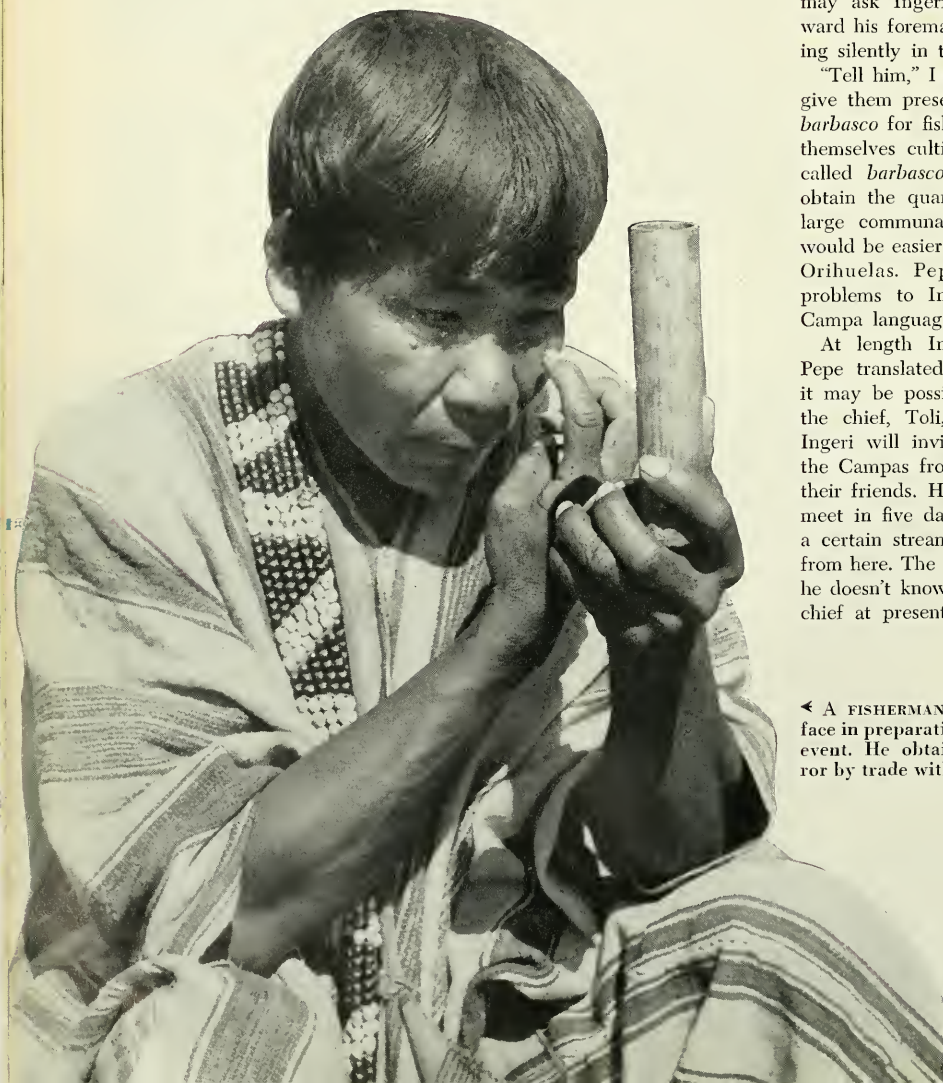 may ask Ingeri
ward his forema
ing silently in t
"Tell him," I
give them prese
barbasco for fis
themselves culti
called barbasco
obtain the quan
large communa
would be easier
Orihuelas. Pep
problems to In
Campa languag
At length In
Pepe translated
it may be possi
the chief, Toli,
Ingeri will invi
the Campas fro
their friends. H
meet in five da
a certain stream
from here. The
he doesn't know
chief at present
A FISHERMAN
face in preparati
event. He obtai
ror by trade wit